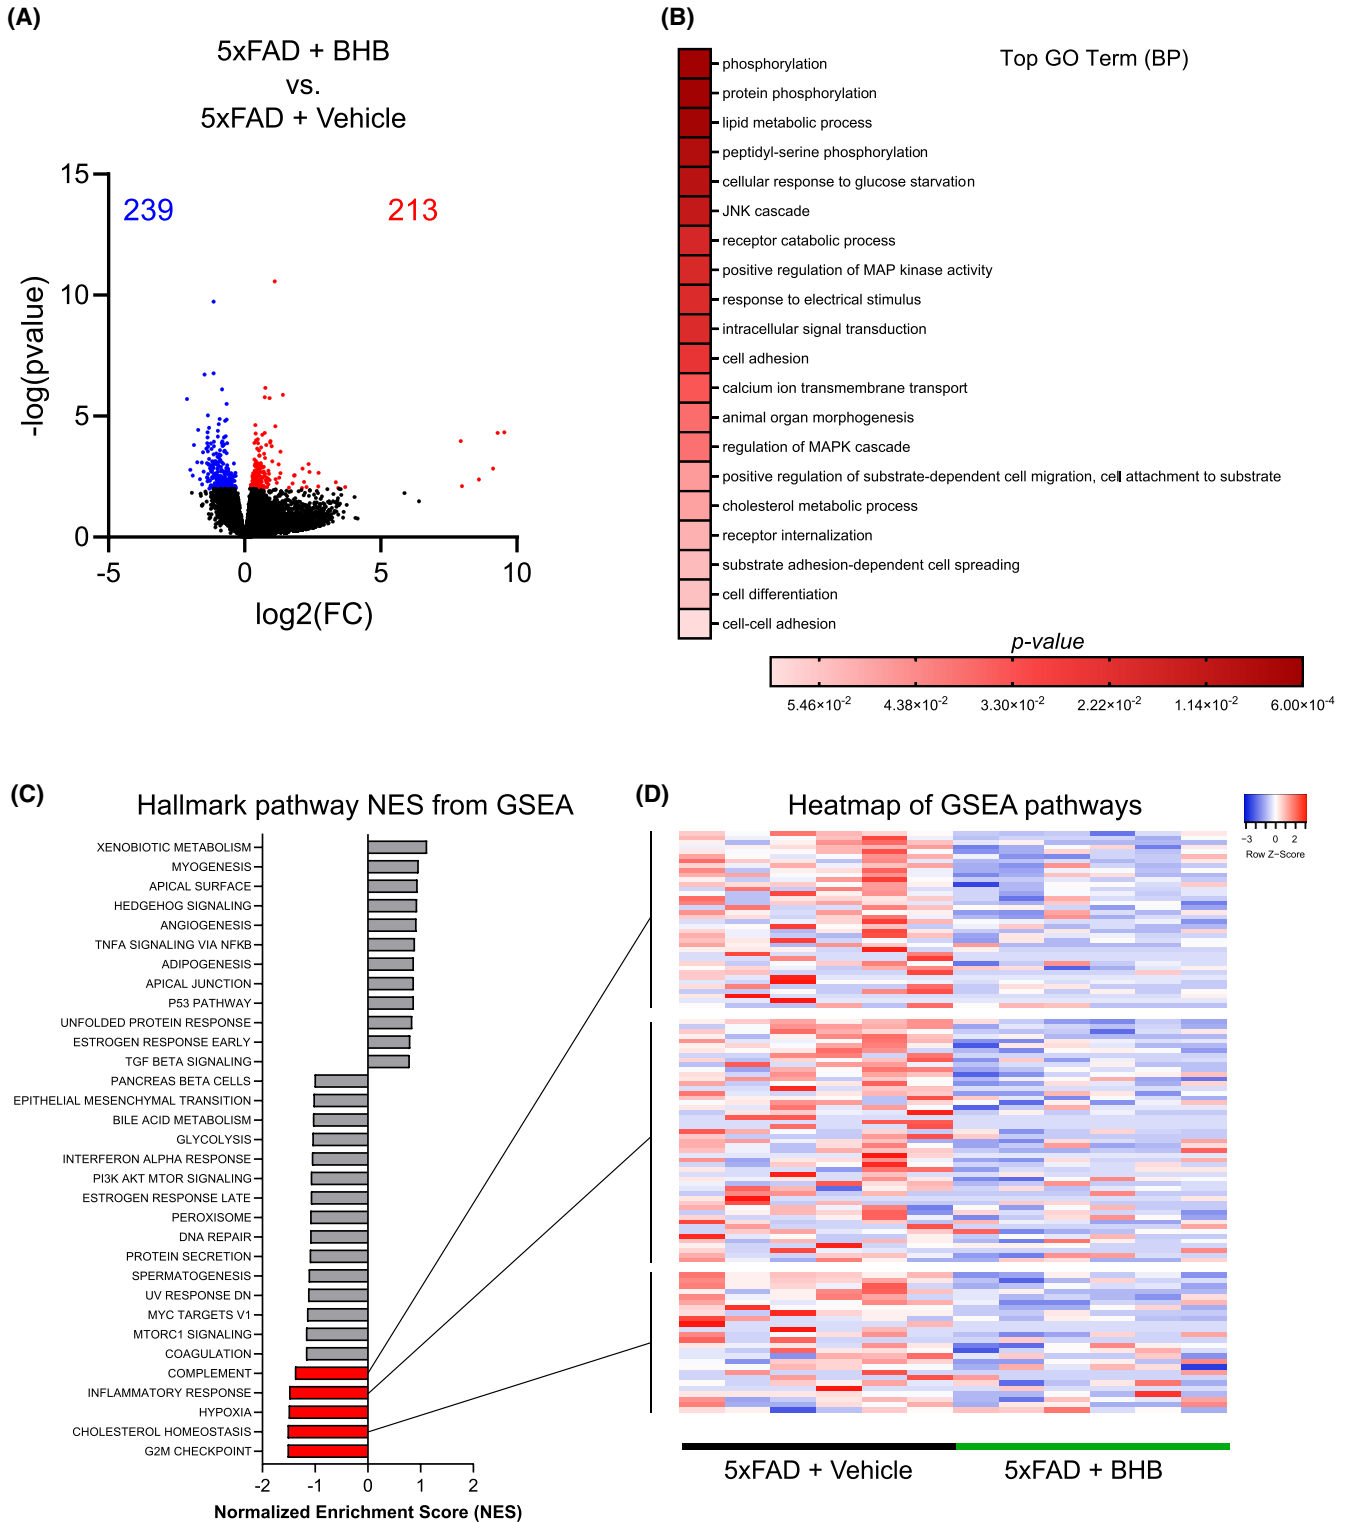 (A)
5xFAD + BHB
vs.
5xFAD + Vehicle
239
213
15
10
5
0
-5
0
5
10
-log(pvalue)
log2(FC)
(B)
Top GO Term (BP)
phosphorylation
protein phosphorylation
lipid metabolic process
peptidyl-serine phosphorylation
cellular response to glucose starvation
JNK cascade
receptor catabolic process
positive regulation of MAP kinase activity
response to electrical stimulus
intracellular signal transduction
cell adhesion
calcium ion transmembrane transport
animal organ morphogenesis
regulation of MAPK cascade
positive regulation of substrate-dependent cell migration, cell attachment to substrate
cholesterol metabolic process
receptor internalization
substrate adhesion-dependent cell spreading
cell differentiation
cell-cell adhesion
p-value
5.46×10-2
4.38×10-2
3.30×10-2
2.22×10-2
1.14×10-2
6.00×10-4
(C)
Hallmark pathway NES from GSEA
XENOBIOTIC METABOLISM
MYOGENESIS
APICAL SURFACE
HEDGEHOG SIGNALING
ANGIOGENESIS
TNFA SIGNALING VIA NFKB
ADIPOGENESIS
APICAL JUNCTION
P53 PATHWAY
UNFOLDED PROTEIN RESPONSE
ESTROGEN RESPONSE EARLY
TGF BETA SIGNALING
PANCREAS BETA CELLS
EPITHELIAL MESENCHYMAL TRANSITION
BILE ACID METABOLISM
GLYCOLYSIS
INTERFERON ALPHA RESPONSE
PI3K AKT MTOR SIGNALING
ESTROGEN RESPONSE LATE
PEROXISOME
DNA REPAIR
PROTEIN SECRETION
SPERMATOGENESIS
UV RESPONSE DN
MYC TARGETS V1
MTORC1 SIGNALING
COAGULATION
COMPLEMENT
INFLAMMATORY RESPONSE
HYPOXIA
CHOLESTEROL HOMEOSTASIS
G2M CHECKPOINT
-2
-1
0
1
2
Normalized Enrichment Score (NES)
(D)
Heatmap of GSEA pathways
−3
0
2
Row Z−Score
5xFAD + Vehicle
5xFAD + BHB